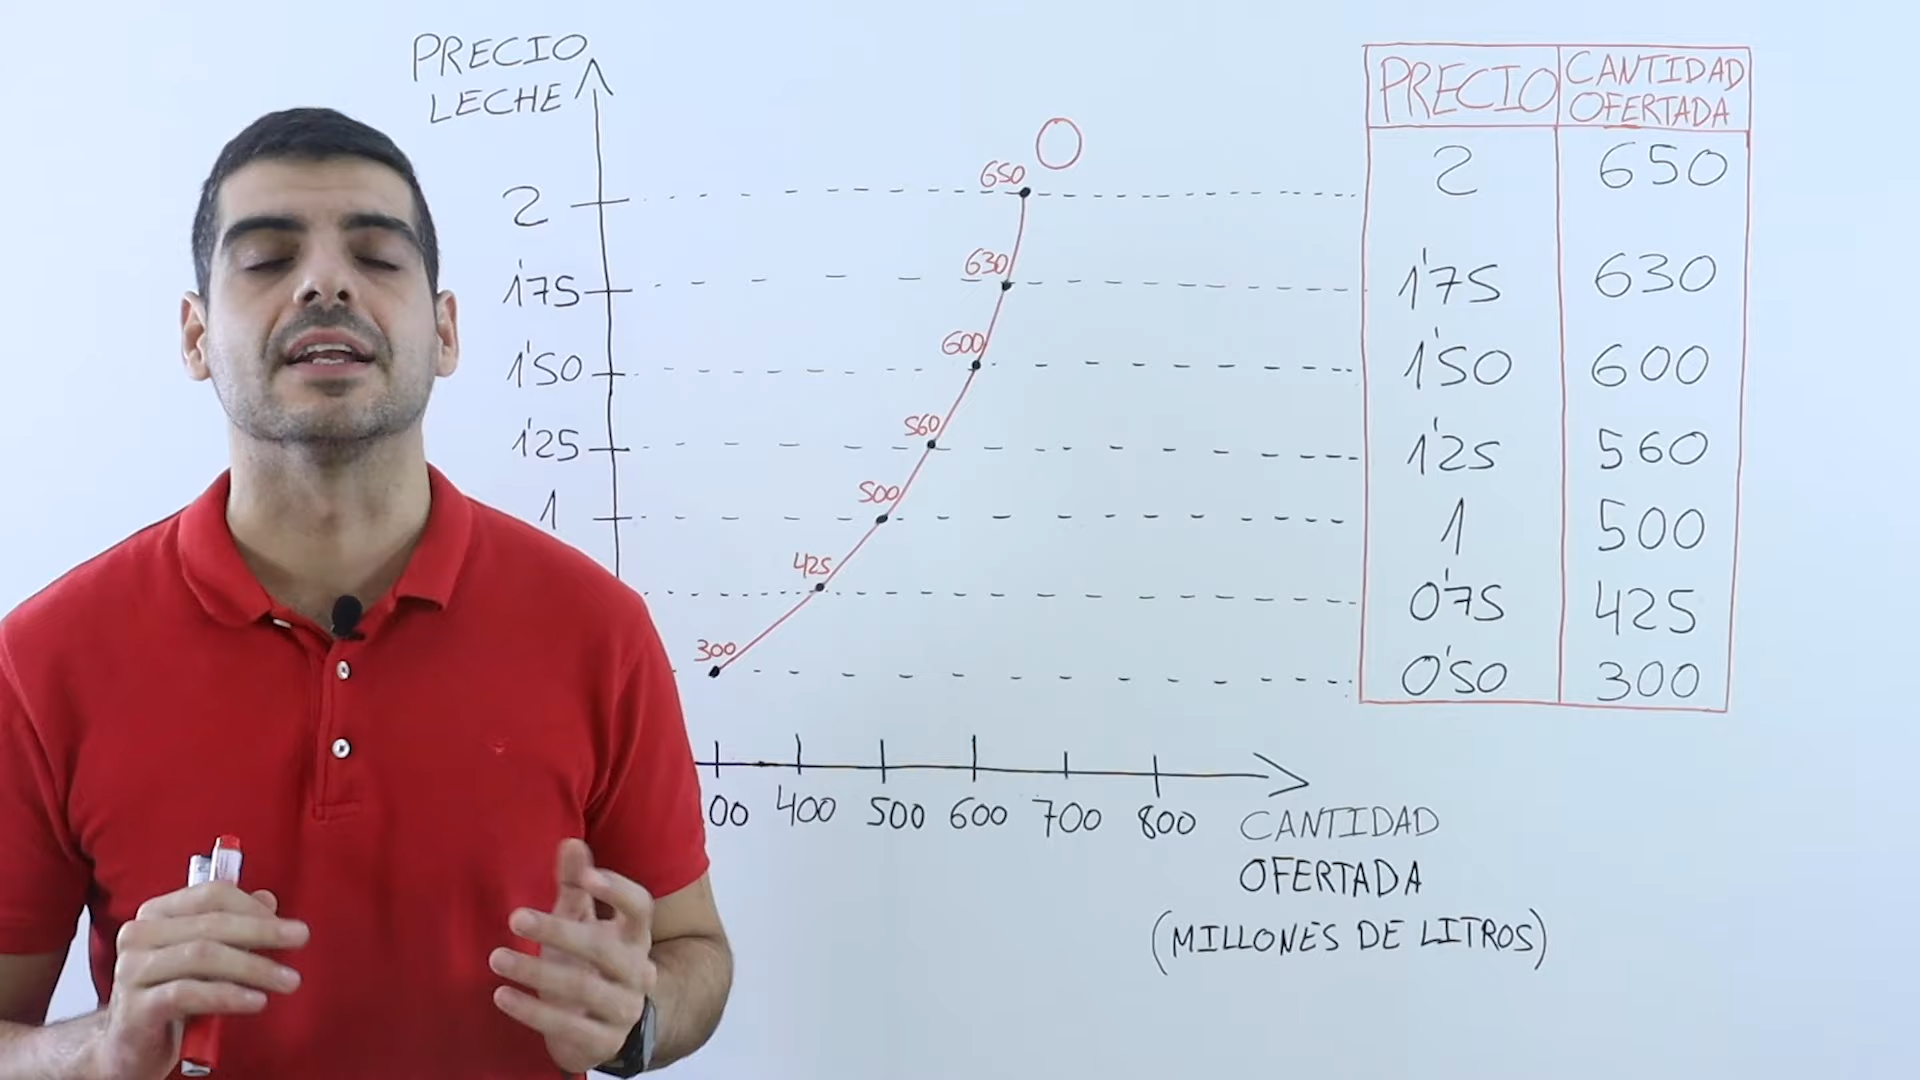 PRECIO
LECHE
2
1'75
1'50
1'25
1
650
O
630
600
560
500
425
300
00 400 500 600 700 800
CANTIDAD
OFERTADA
(MILLONES DE LITROS)
PRECIO CANTIDAD OFERTADA
2 650
1'75 630
1'50 600
1'25 560
1 500
0'75 425
0'50 300